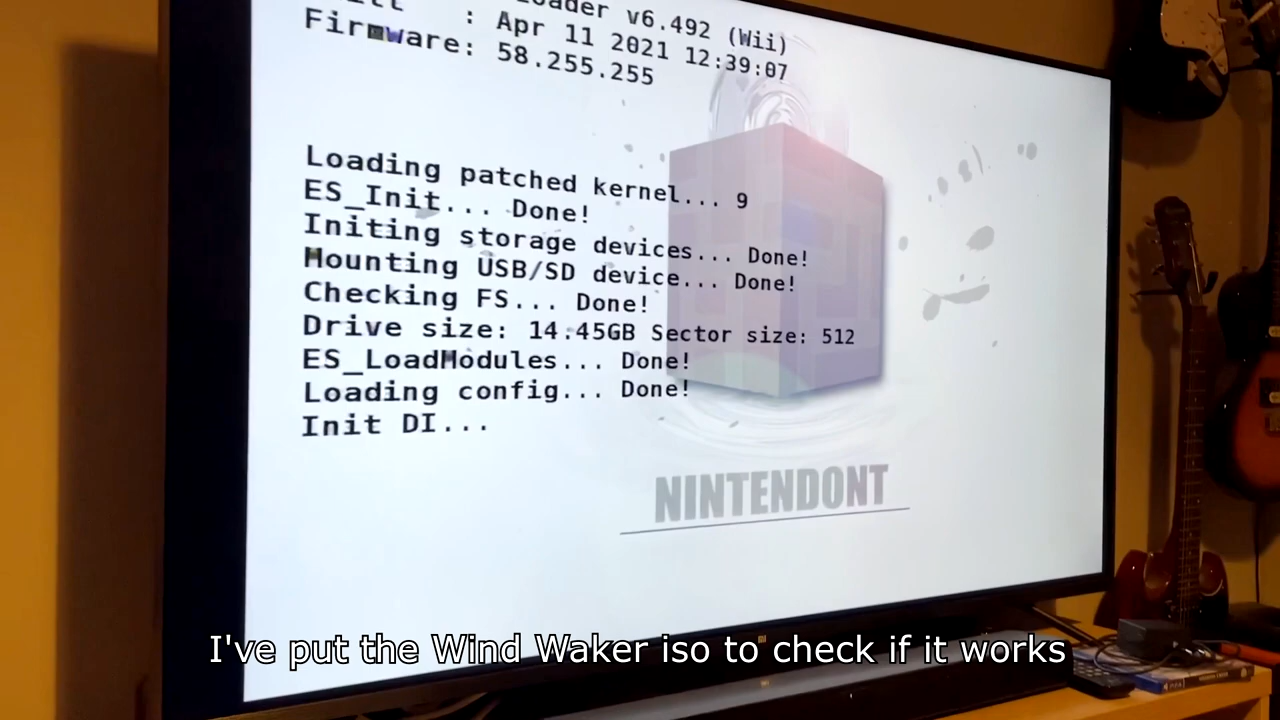 ader v6.492 (Wii)
: Apr 11 2021 12:39:07
Firmware: 58.255.255
Loading patched kernel... 9
ES_Init... Done!
Initing storage devices... Done!
Mounting USB/SD device... Done!
Checking FS... Done!
Drive size: 14.45GB Sector size: 512
ES_LoadModules... Done!
Loading config... Done!
Init DI...
NINTENDONT
I've put the Wind Waker iso to check if it works